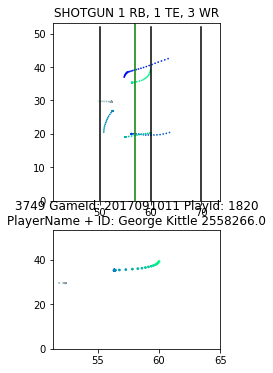 SHOTGUN 1 RB, 1 TE, 3 WR
50
40
30
20
10
0
50 60 70
3749 GameId: 2017091011 PlayId: 1820
PlayerName + ID: George Kittle 2558266.0
40
20
0
55 60 65